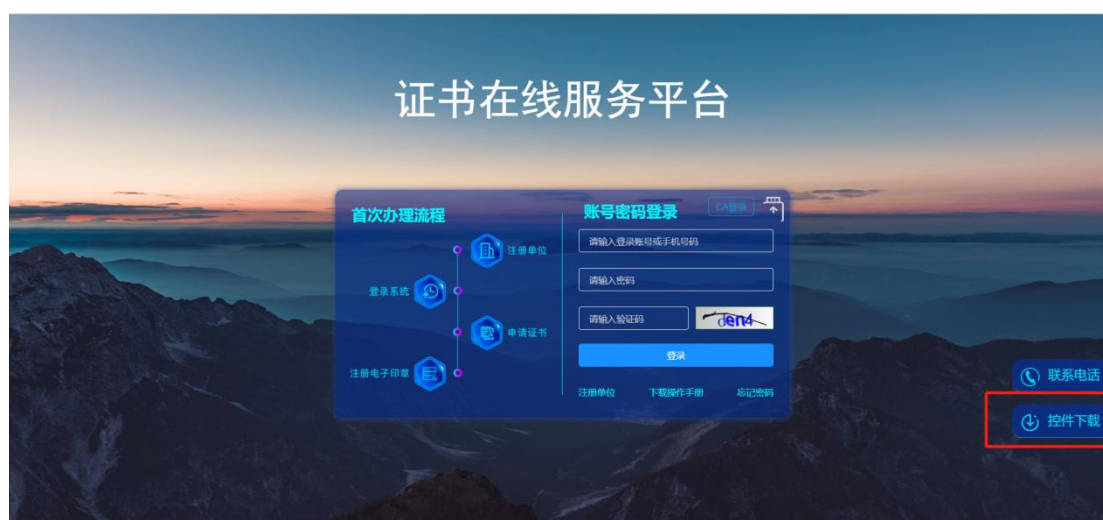 证书在线服务平台
首次办理流程
注册单位
登录系统
申请证书
注册电子印章
账号密码登录
CA登录
请输入登录账号或手机号码
请输入密码
请输入验证码
den4
登录
注册单位
下载操作手册
忘记密码
联系电话
控件下载